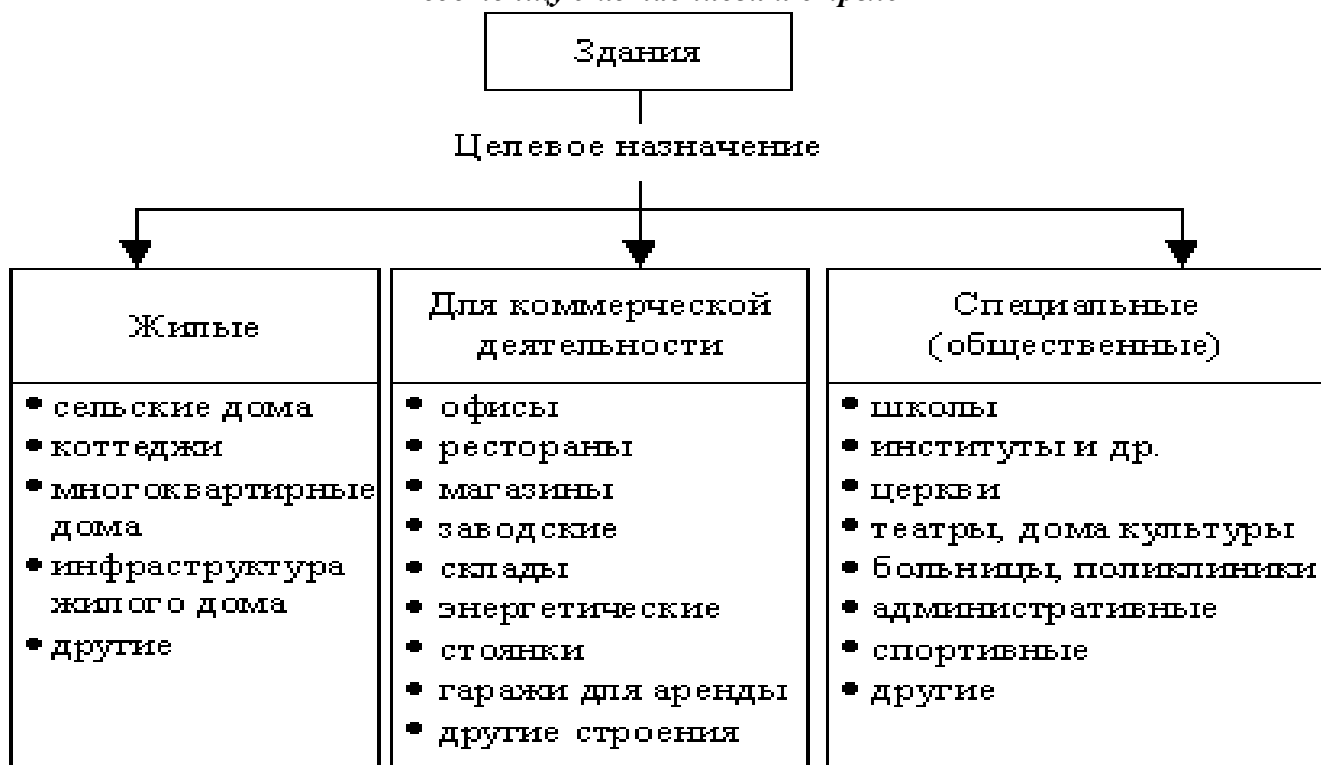 Здания
Целевое назначение
Жилые
• сельские дома
• коттеджи
• многоквартирные
дома
• инфраструктура
жилого дома
• другие
Для коммерческой
деятельности
• офисы
• рестораны
• магазины
• заводские
• склады
• энергетические
• стоянки
• гаражи для аренды
• другие строения
Специальные
(общественные)
• школы
• институты и др.
• церкви
• театры, дома культуры
• больницы, поликлиники
• административные
• спортивные
• другие